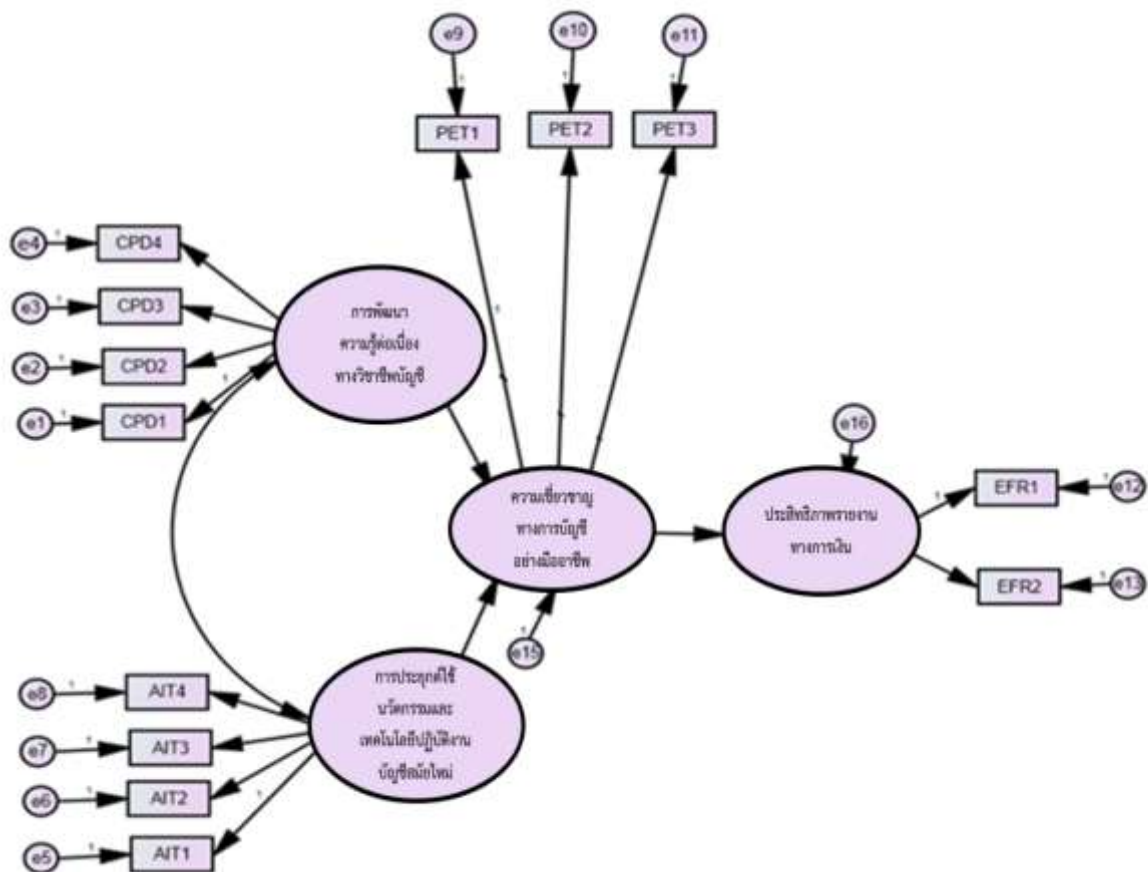 e9
e10
e11
PET1
PET2
PET3
e4
CPD4
e3
CPD3
e2
CPD2
e1
CPD1
การพัฒนา
ความรู้ต่อเนื่อง
ทางวิชาชีพบัญชี
1
ความเชี่ยวชาญ
ทางการบัญชี
อย่างมืออาชีพ
e15
e16
ประสิทธิภาพรายงาน
ทางการเงิน
EFR1
e12
EFR2
e13
การประยุกต์ใช้
นวัตกรรมและ
เทคโนโลยีปฏิบัติงาน
บัญชีสมัยใหม่
e8
AIT4
e7
AIT3
e6
AIT2
e5
AIT1